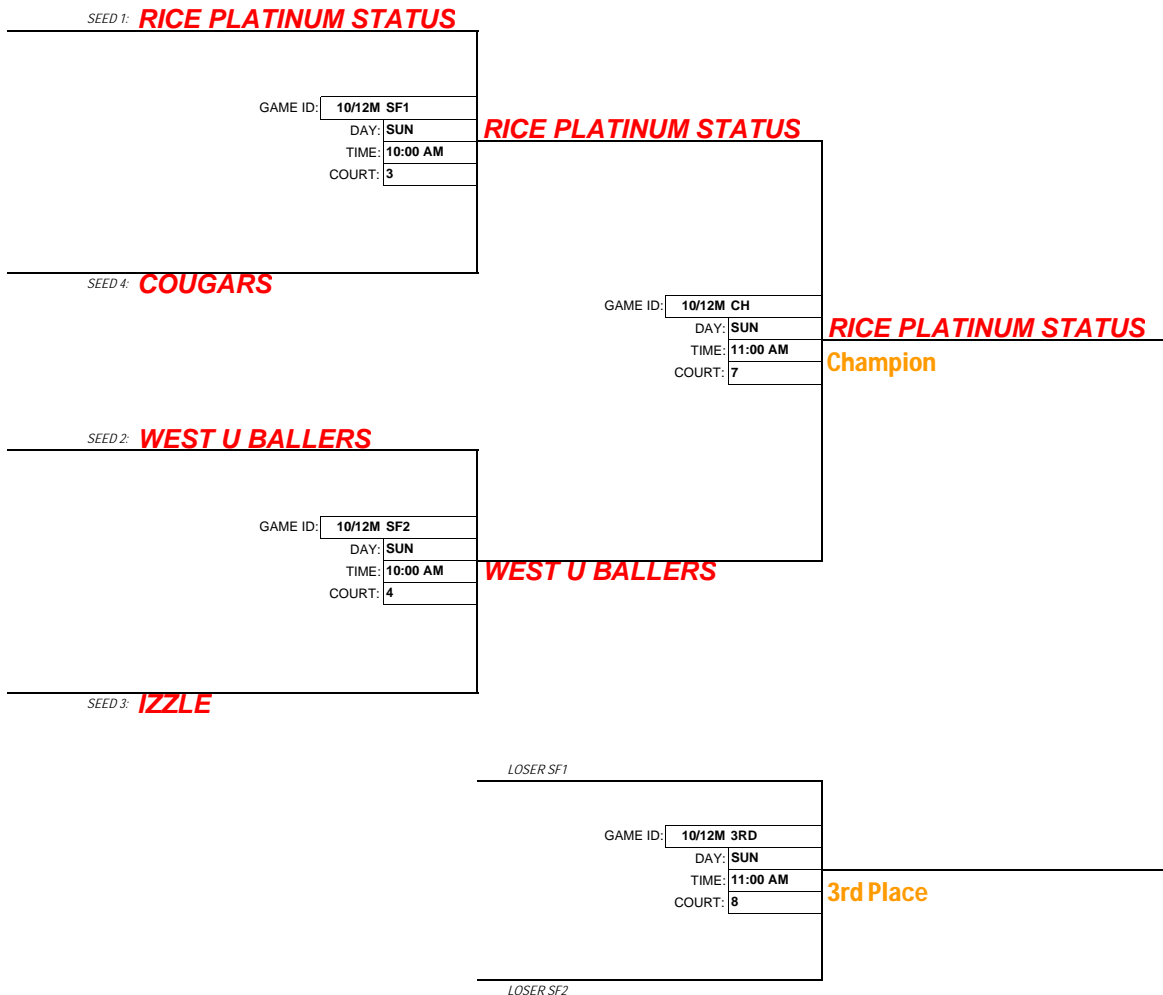 SEED 1: RICE PLATINUM STATUS
GAME ID: 10/12M SF1
DAY: SUN
TIME: 10:00 AM
COURT: 3
RICE PLATINUM STATUS
SEED 4: COUGARS
GAME ID: 10/12M CH
DAY: SUN
TIME: 11:00 AM
COURT: 7
RICE PLATINUM STATUS
Champion
SEED 2: WEST U BALLERS
GAME ID: 10/12M SF2
DAY: SUN
TIME: 10:00 AM
COURT: 4
WEST U BALLERS
SEED 3: IZZLE
LOSER SF1
GAME ID: 10/12M 3RD
DAY: SUN
TIME: 11:00 AM
COURT: 8
3rd Place
LOSER SF2